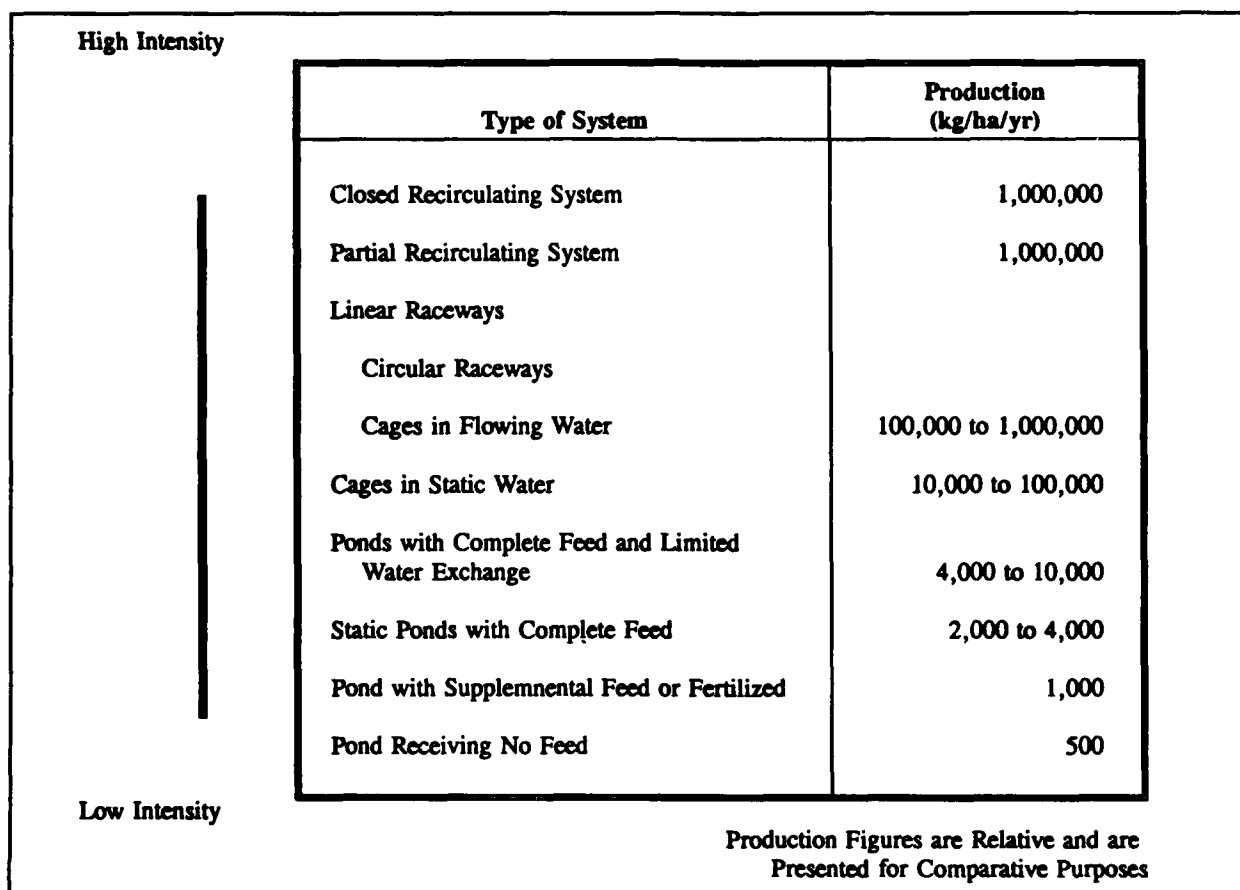 High Intensity
Type of System
Production
(kg/ha/yr)
Closed Recirculating System 1,000,000
Partial Recirculating System 1,000,000
Linear Raceways
Circular Raceways
Cages in Flowing Water 100,000 to 1,000,000
Cages in Static Water 10,000 to 100,000
Ponds with Complete Feed and Limited
Water Exchange 4,000 to 10,000
Static Ponds with Complete Feed 2,000 to 4,000
Pond with Supplemnental Feed or Fertilized 1,000
Pond Receiving No Feed 500
Low Intensity
Production Figures are Relative and are
Presented for Comparative Purposes